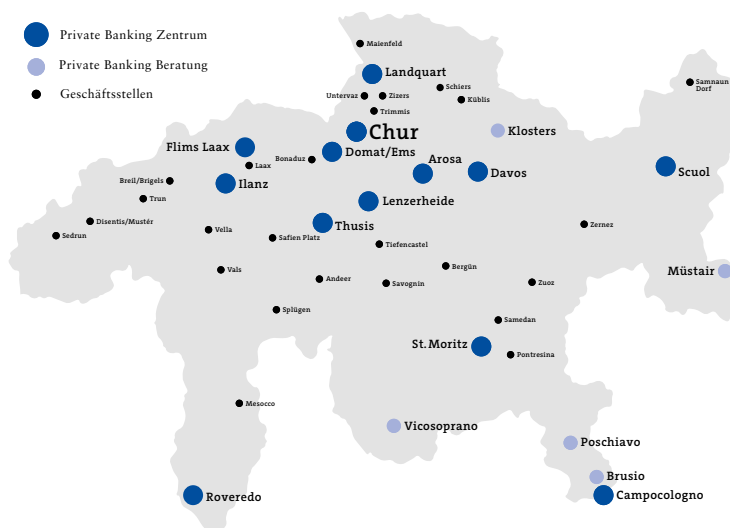 Private Banking Zentrum
Private Banking Beratung
Geschäftsstellen
Maienfeld
Landquart
Schiers
Samnaun
Dorf
Untervaz
Zizers
Küblis
Trimmis
Chur
Klosters
Flims Laax
Domat/Ems
Bonaduz
Arosa
Laax
Davos
Scuol
Breil/Brigels
Ilanz
Trun
Lenzerheide
Disentis/Mustér
Thusis
Zernez
Sedrun
Vella
Safien Platz
Tiefencastel
Bergün
Vals
Müstair
Andeer
Savognin
Zuoz
Splügen
Samedan
St. Moritz
Pontresina
Mesocco
Vicosoprano
Poschiavo
Brusio
Roveredo
Campocologno